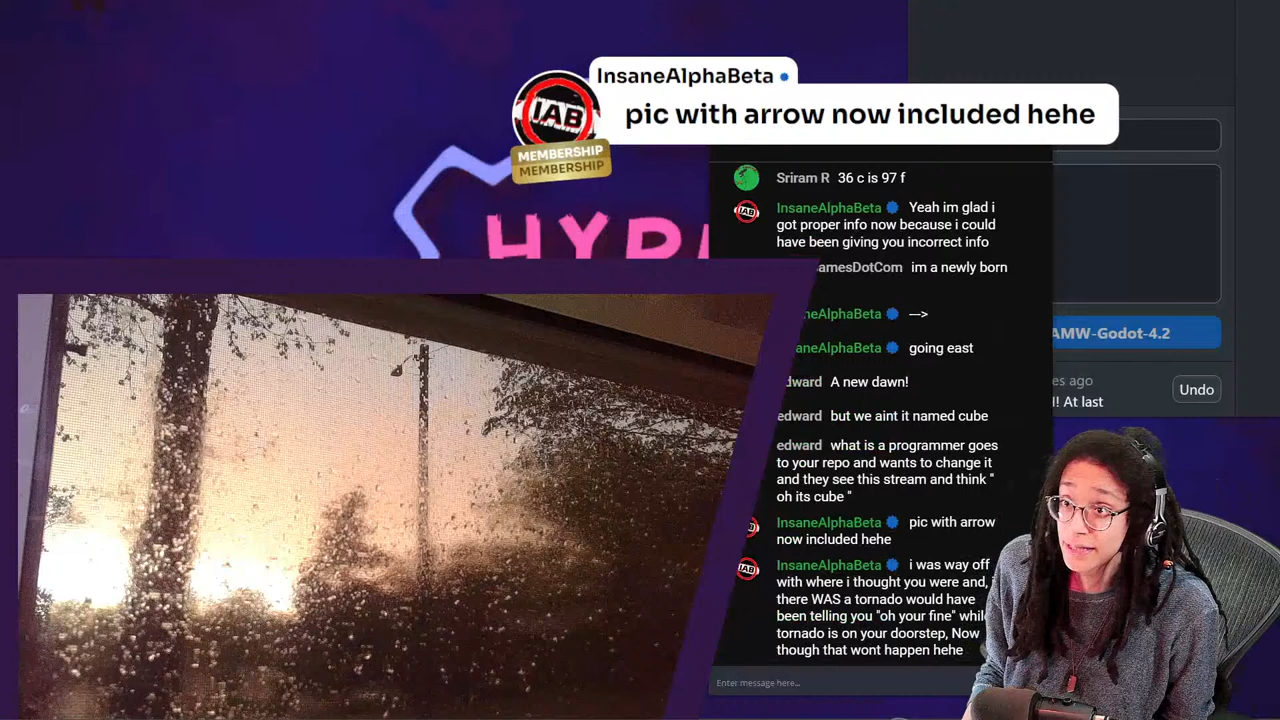 InsaneAlphaBeta
pic with arrow now included hehe
IAB
MEMBERSHIP
MEMBERSHIP
HYP
Sriram R 36 c is 97 f
IAB
InsaneAlphaBeta Yeah im glad i
got proper info now because i could
have been giving you incorrect info
amesDotCom im a newly born
eAlphaBeta --->
neAlphaBeta going east
dward A new dawn!
edward but we aint it named cube
edward what is a programmer goes
to your repo and wants to change it
and they see this stream and think "
oh its cube "
InsaneAlphaBeta pic with arrow
now included hehe
IAB
InsaneAlphaBeta i was way off
with where i thought you were and,
there WAS a tornado would have
been telling you "oh your fine" whil
tornado is on your doorstep, Now
though that wont happen hehe
Enter message here...
AMW-Godot-4.2
es ago
! At last
Undo